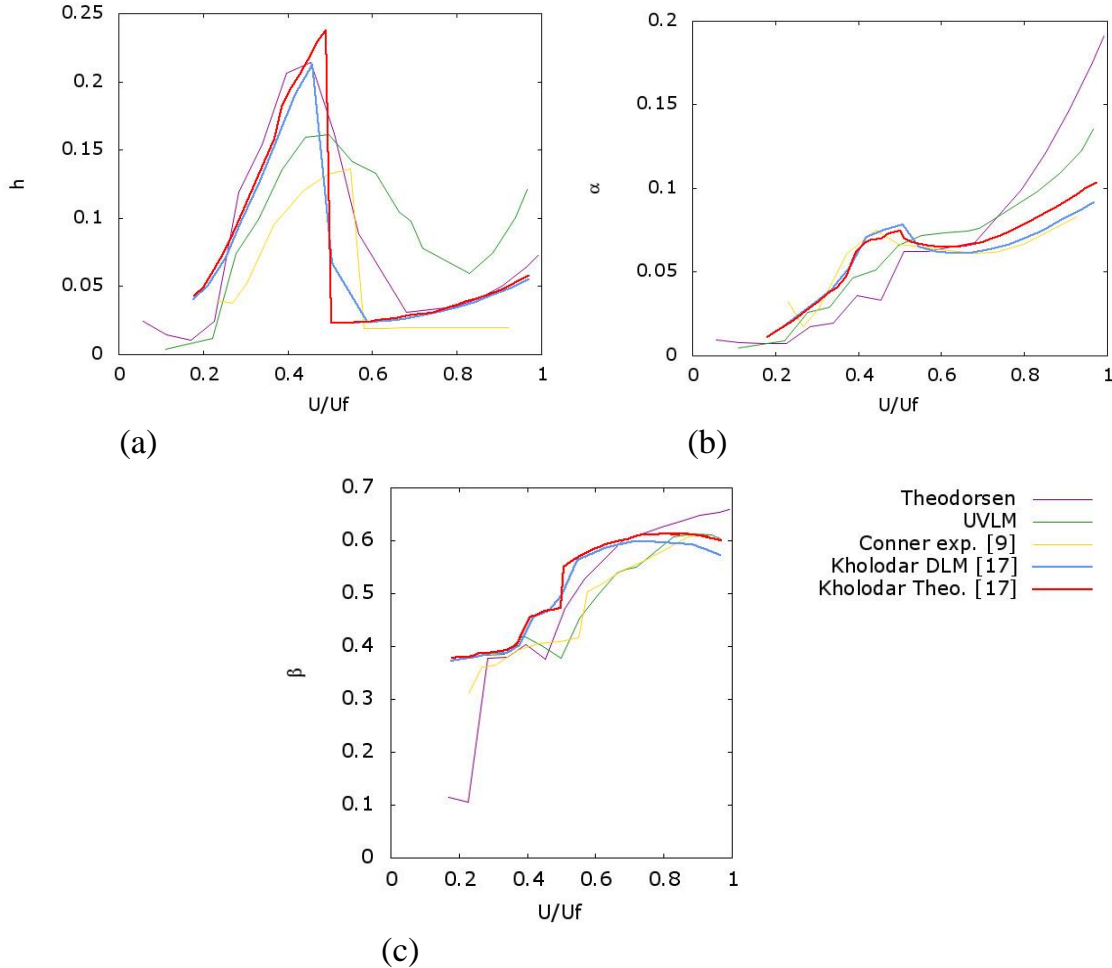 0.25
0.2
0.15
0.1
0.05
0
h
0 0.2 0.4 0.6 0.8 1
U/Uf
(a)
0.2
0.15
0.1
0.05
0
α
0 0.2 0.4 0.6 0.8 1
U/Uf
(b)
0.7
0.6
0.5
0.4
0.3
0.2
0.1
0
β
0 0.2 0.4 0.6 0.8 1
U/Uf
(c)
Theodorsen
UVLM
Conner exp. [9]
Kholodar DLM [17]
Kholodar Theo. [17]